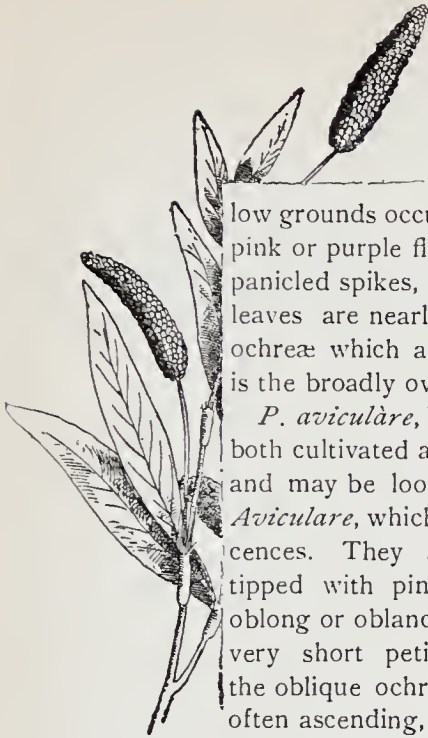 low grounds occu
pink or purple fl
panicled spikes,
leaves are nearl
ochreæ which a
is the broadly ov
P. aviculàre,
both cultivated a
and may be loo
Aviculare, which
cences. They
tipped with pin
oblong or oblanc
very short peti
the oblique ochr
often ascending,